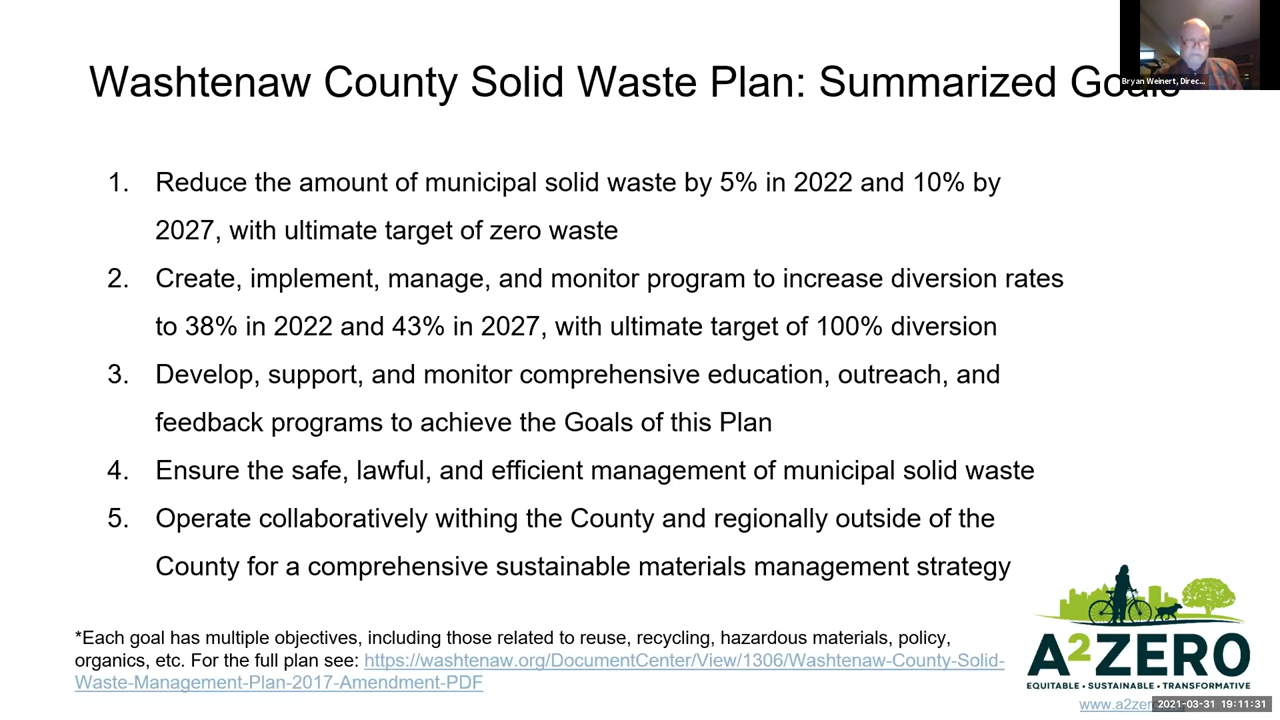 Washtenaw County Solid Waste Plan: Summarized Goals
Bryan Weinert, Direc...
1. Reduce the amount of municipal solid waste by 5% in 2022 and 10% by
2027, with ultimate target of zero waste
2. Create, implement, manage, and monitor program to increase diversion rates
to 38% in 2022 and 43% in 2027, with ultimate target of 100% diversion
3. Develop, support, and monitor comprehensive education, outreach, and
feedback programs to achieve the Goals of this Plan
4. Ensure the safe, lawful, and efficient management of municipal solid waste
5. Operate collaboratively withing the County and regionally outside of the
County for a comprehensive sustainable materials management strategy
*Each goal has multiple objectives, including those related to reuse, recycling, hazardous materials, policy,
organics, etc. For the full plan see: https://washtenaw.org/DocumentCenter/View/1306/Washtenaw-County-Solid-
Waste-Management-Plan-2017-Amendment-PDF
A2ZERO
EQUITABLE • SUSTAINABLE • TRANSFORMATIVE
www.a2zer
2021-03-31 19:11:31